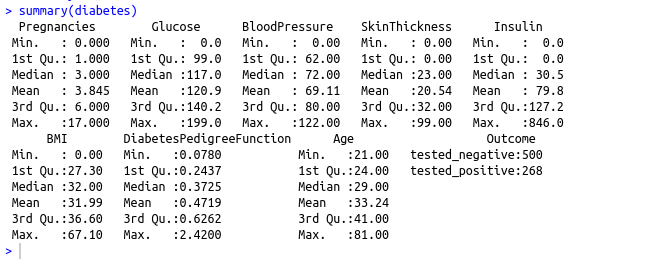 > summary(diabetes)
Pregnancies Glucose BloodPressure SkinThickness Insulin
Min. : 0.000 Min. : 0.0 Min. : 0.00 Min. : 0.00 Min. : 0.0
1st Qu.: 1.000 1st Qu.: 99.0 1st Qu.: 62.00 1st Qu.: 0.00 1st Qu.: 0.0
Median : 3.000 Median :117.0 Median : 72.00 Median :23.00 Median : 30.5
Mean : 3.845 Mean :120.9 Mean : 69.11 Mean :20.54 Mean : 79.8
3rd Qu.: 6.000 3rd Qu.:140.2 3rd Qu.: 80.00 3rd Qu.:32.00 3rd Qu.:127.2
Max. :17.000 Max. :199.0 Max. :122.00 Max. :99.00 Max. :846.0
BMI DiabetesPedigreeFunction Age Outcome
Min. : 0.00 Min. :0.0780 Min. :21.00 tested_negative:500
1st Qu.:27.30 1st Qu.:0.2437 1st Qu.:24.00 tested_positive:268
Median :32.00 Median :0.3725 Median :29.00
Mean :31.99 Mean :0.4719 Mean :33.24
3rd Qu.:36.60 3rd Qu.:0.6262 3rd Qu.:41.00
Max. :67.10 Max. :2.4200 Max. :81.00
>